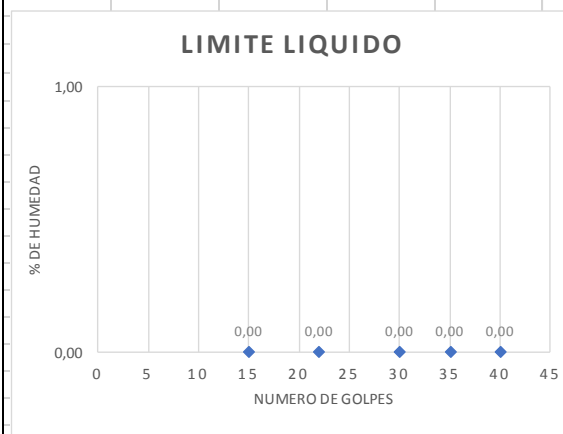 LIMITE LIQUIDO
1,00
% DE HUMEDAD
0,00 0,00 0,00 0,00 0,00
0,00
0 5 10 15 20 25 30 35 40 45
NUMERO DE GOLPES